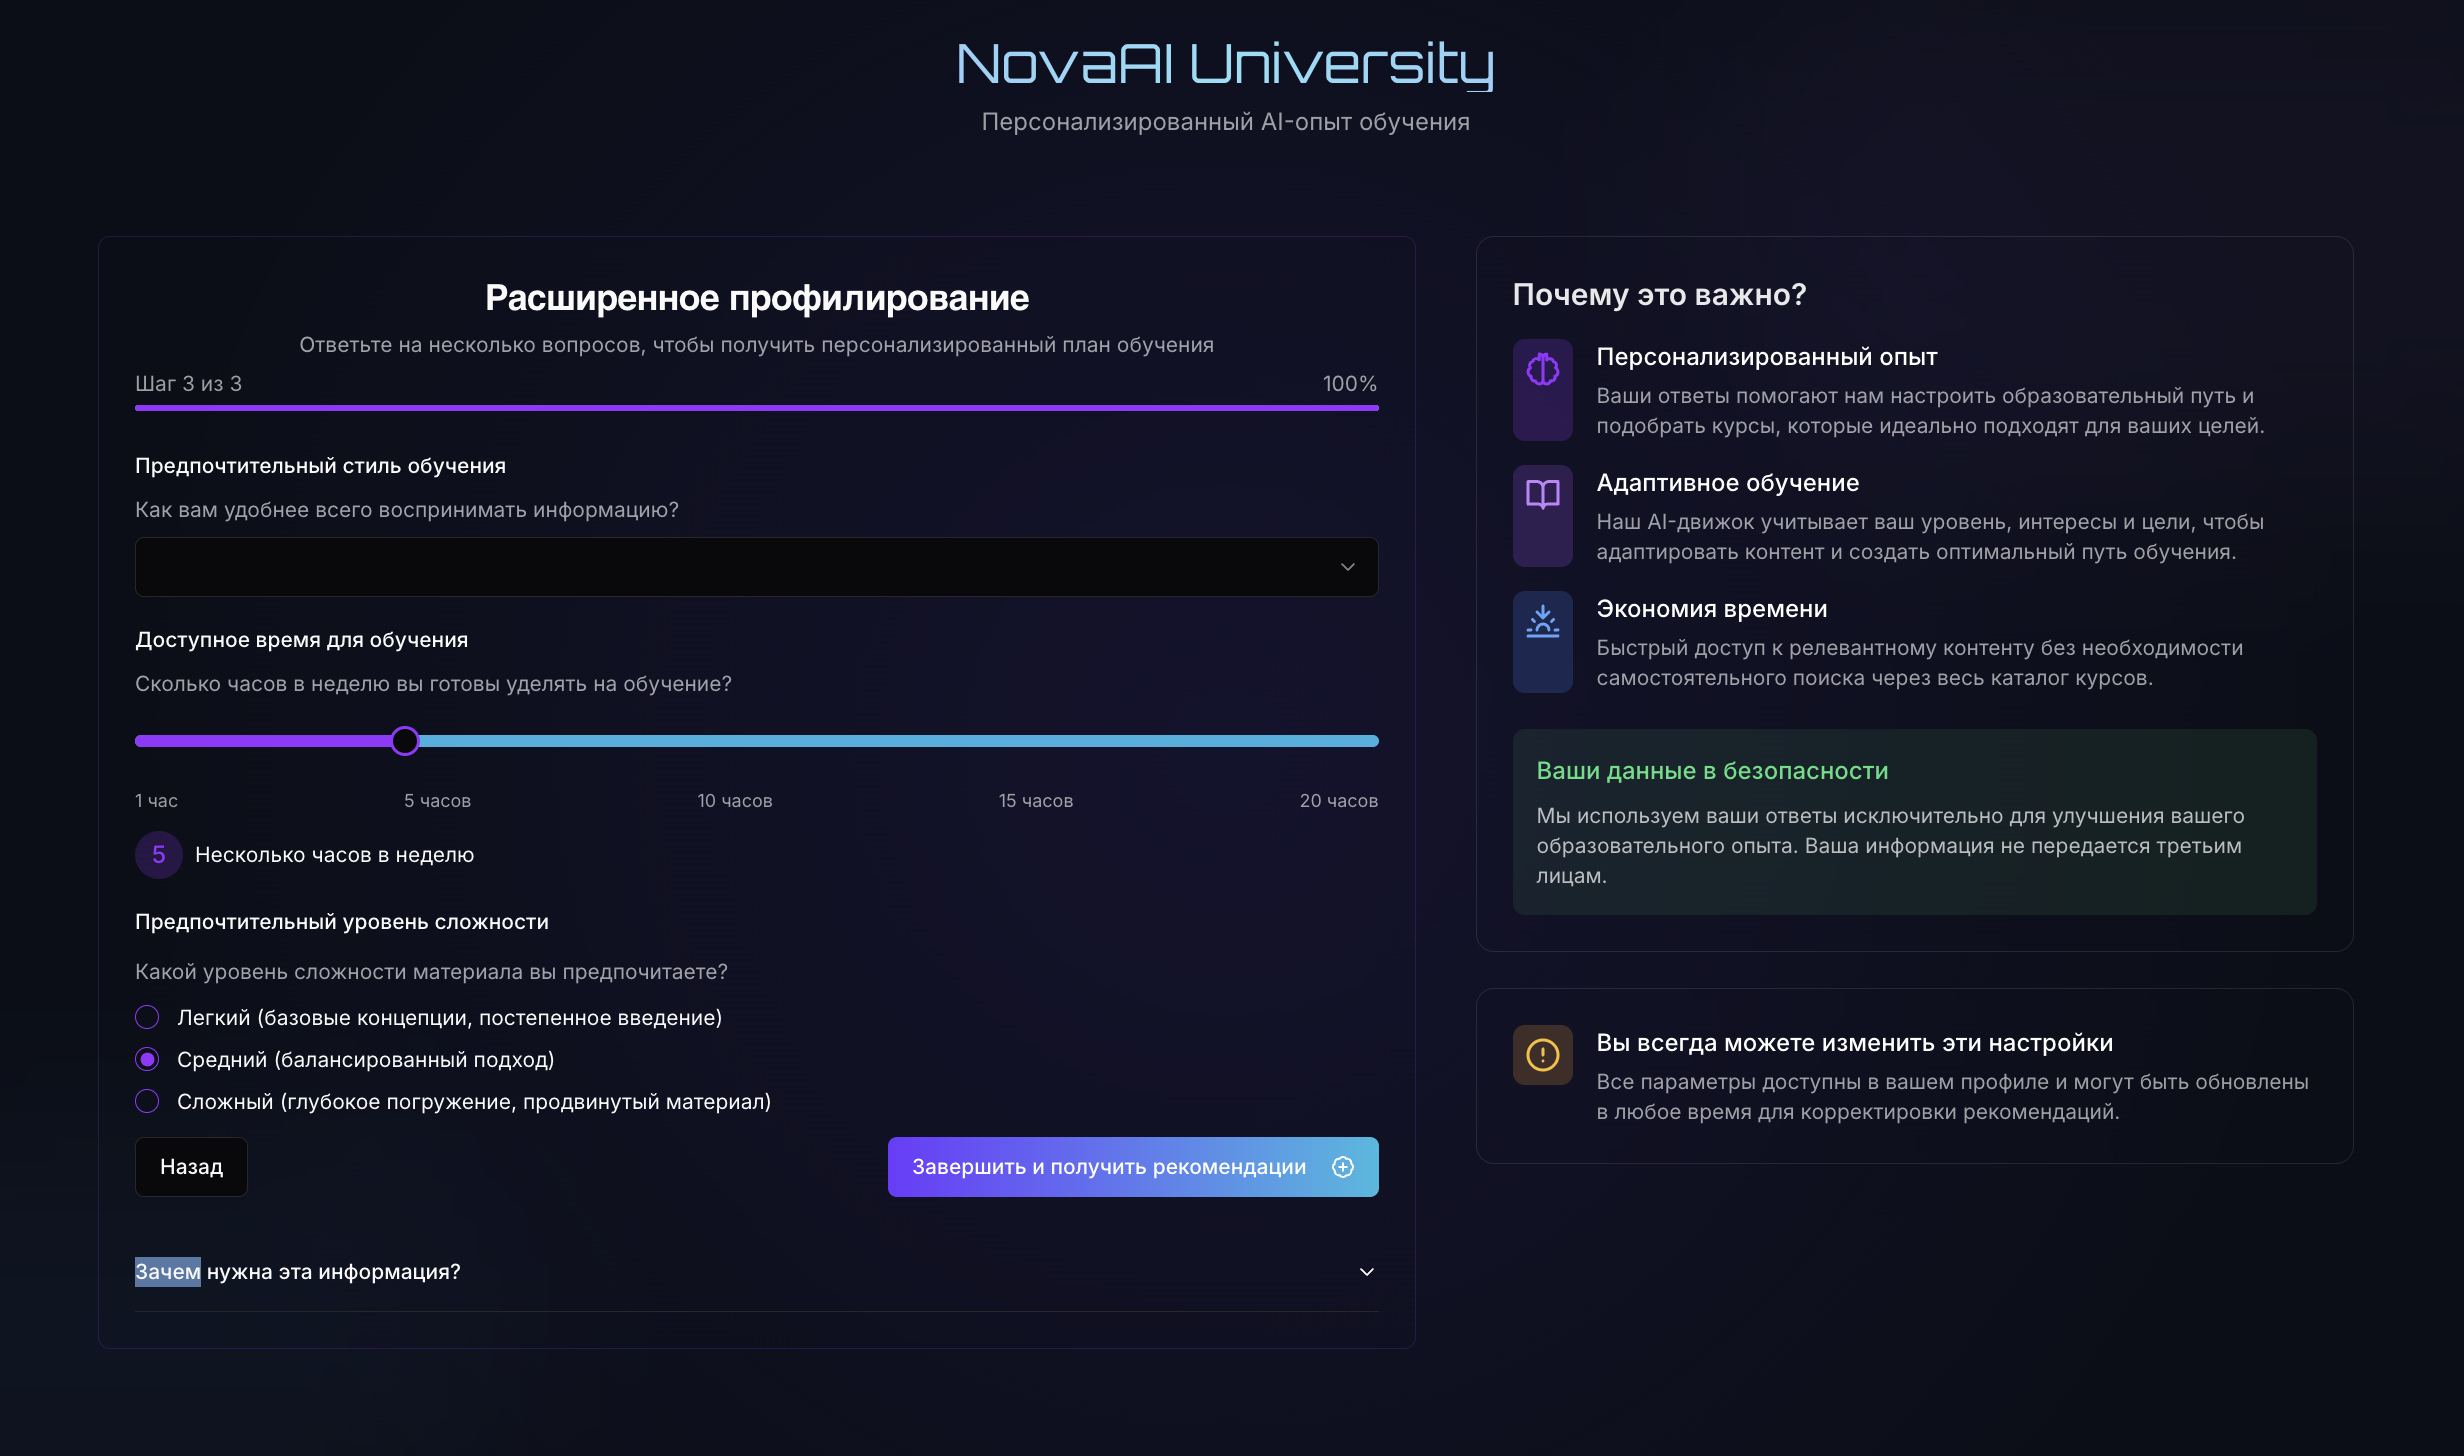 NovaAI University
Персонализированный AI-опыт обучения
Расширенное профилирование
Ответьте на несколько вопросов, чтобы получить персонализированный план обучения
Шаг 3 из 3
100%
Предпочтительный стиль обучения
Как вам удобнее всего воспринимать информацию?
Доступное время для обучения
Сколько часов в неделю вы готовы уделять на обучение?
1 час
5 часов
10 часов
15 часов
20 часов
5
Несколько часов в неделю
Предпочтительный уровень сложности
Какой уровень сложности материала вы предпочитаете?
Легкий (базовые концепции, постепенное введение)
Средний (балансированный подход)
Сложный (глубокое погружение, продвинутый материал)
Назад
Завершить и получить рекомендации
Зачем нужна эта информация?
Почему это важно?
Персонализированный опыт
Ваши ответы помогают нам настроить образовательный путь и
подобрать курсы, которые идеально подходят для ваших целей.
Адаптивное обучение
Наш AI-движок учитывает ваш уровень, интересы и цели, чтобы
адаптировать контент и создать оптимальный путь обучения.
Экономия времени
Быстрый доступ к релевантному контенту без необходимости
самостоятельного поиска через весь каталог курсов.
Ваши данные в безопасности
Мы используем ваши ответы исключительно для улучшения вашего
образовательного опыта. Ваша информация не передается третьим
лицам.
Вы всегда можете изменить эти настройки
Все параметры доступны в вашем профиле и могут быть обновлены
в любое время для корректировки рекомендаций.